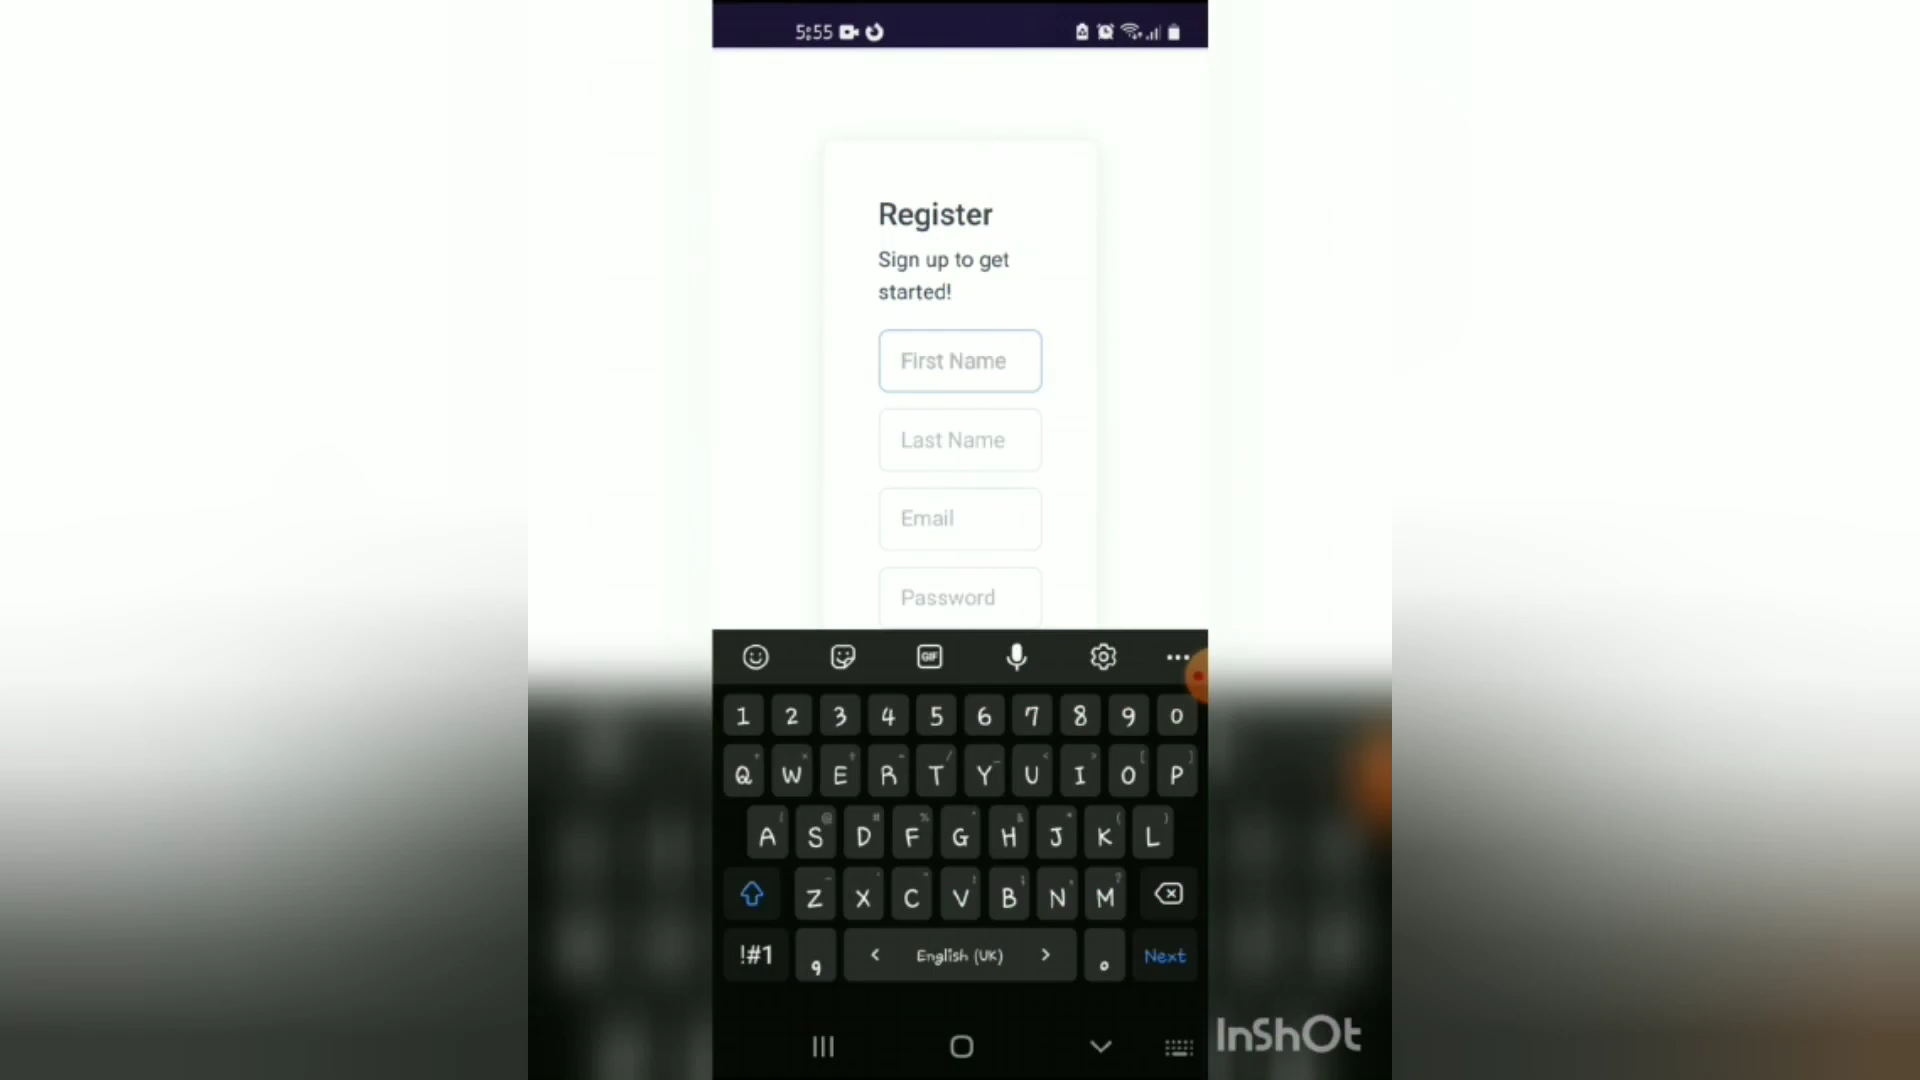 5:55
Register
Sign up to get
started!
First Name
Last Name
Email
Password
GIF
1 2 3 4 5 6 7 8 9 0
Q W E R T Y U I O P
A S D F G H J K L
Z X C V B N M
!#1 , < English (UK) > . Next
InShOt